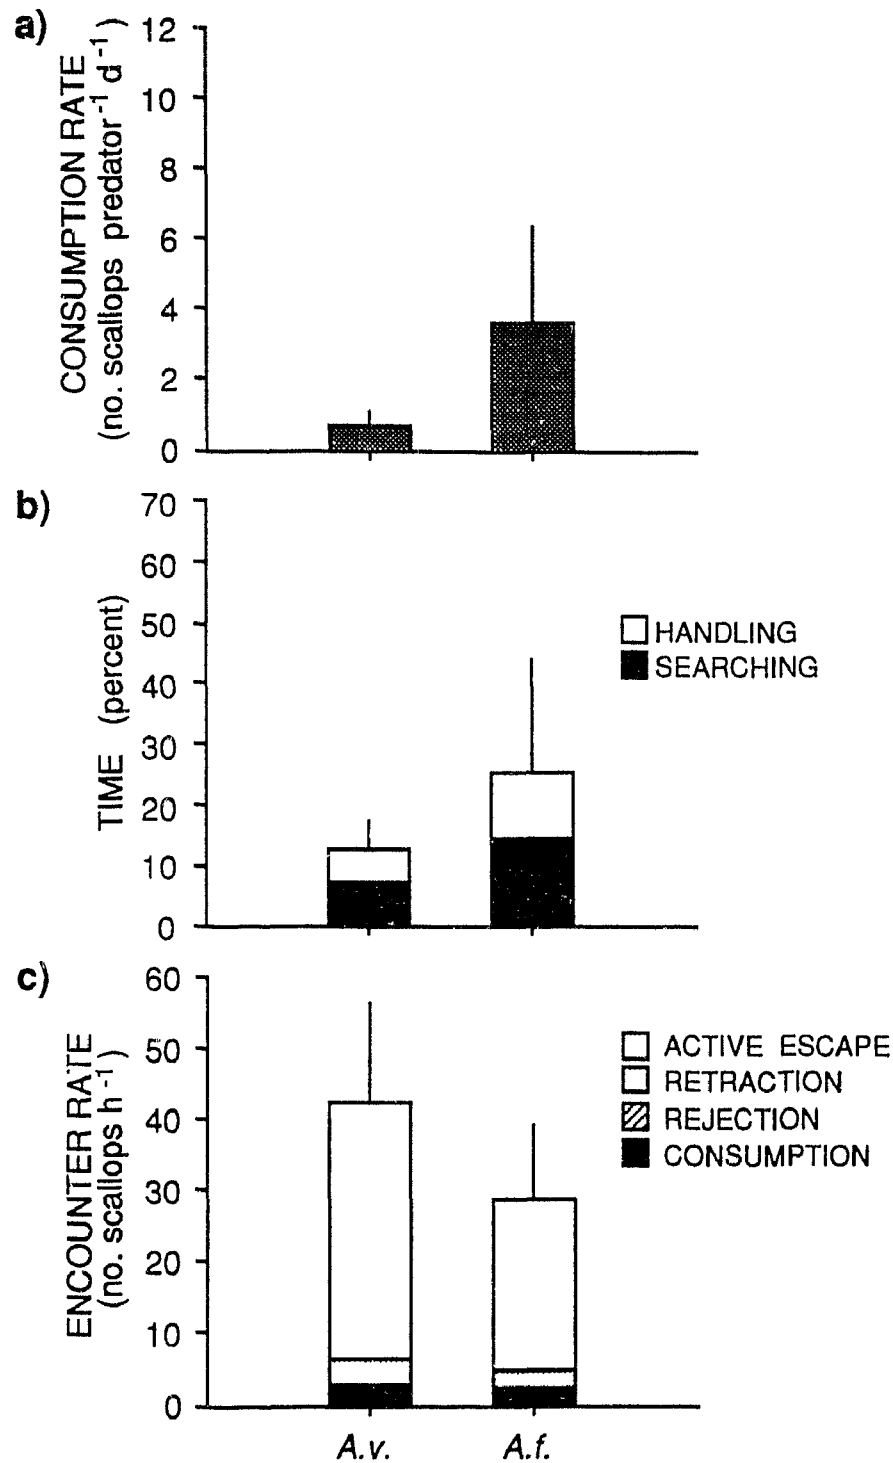 a)
CONSUMPTION RATE
(no. scallops predator⁻¹ d⁻¹)
12
10
8
6
4
2
0
b)
TIME (percent)
70
60
50
40
30
20
10
0
HANDLING
SEARCHING
c)
ENCOUNTER RATE
(no. scallops h⁻¹)
60
50
40
30
20
10
0
ACTIVE ESCAPE
RETRACTION
REJECTION
CONSUMPTION
A.v. A.f.